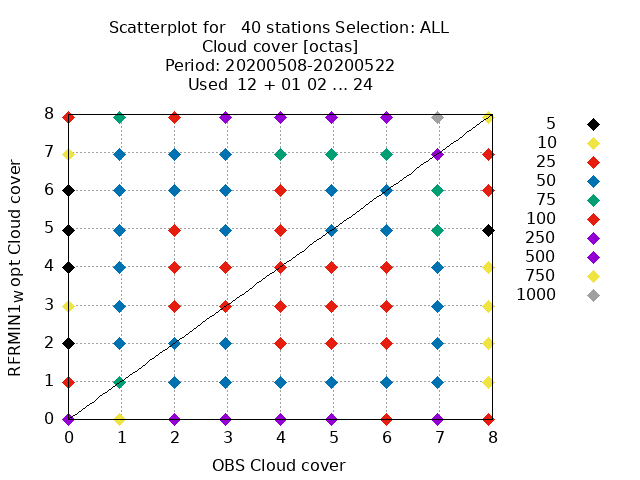 Scatterplot for   40 stations Selection: ALL
Cloud cover [octas]
Period: 20200508-20200522
Used  12 + 01 02 ... 24
RFRMIN1_W opt Cloud cover
8
7
6
5
4
3
2
1
0
0 1 2 3 4 5 6 7 8
OBS Cloud cover
5
10
25
50
75
100
250
500
750
1000